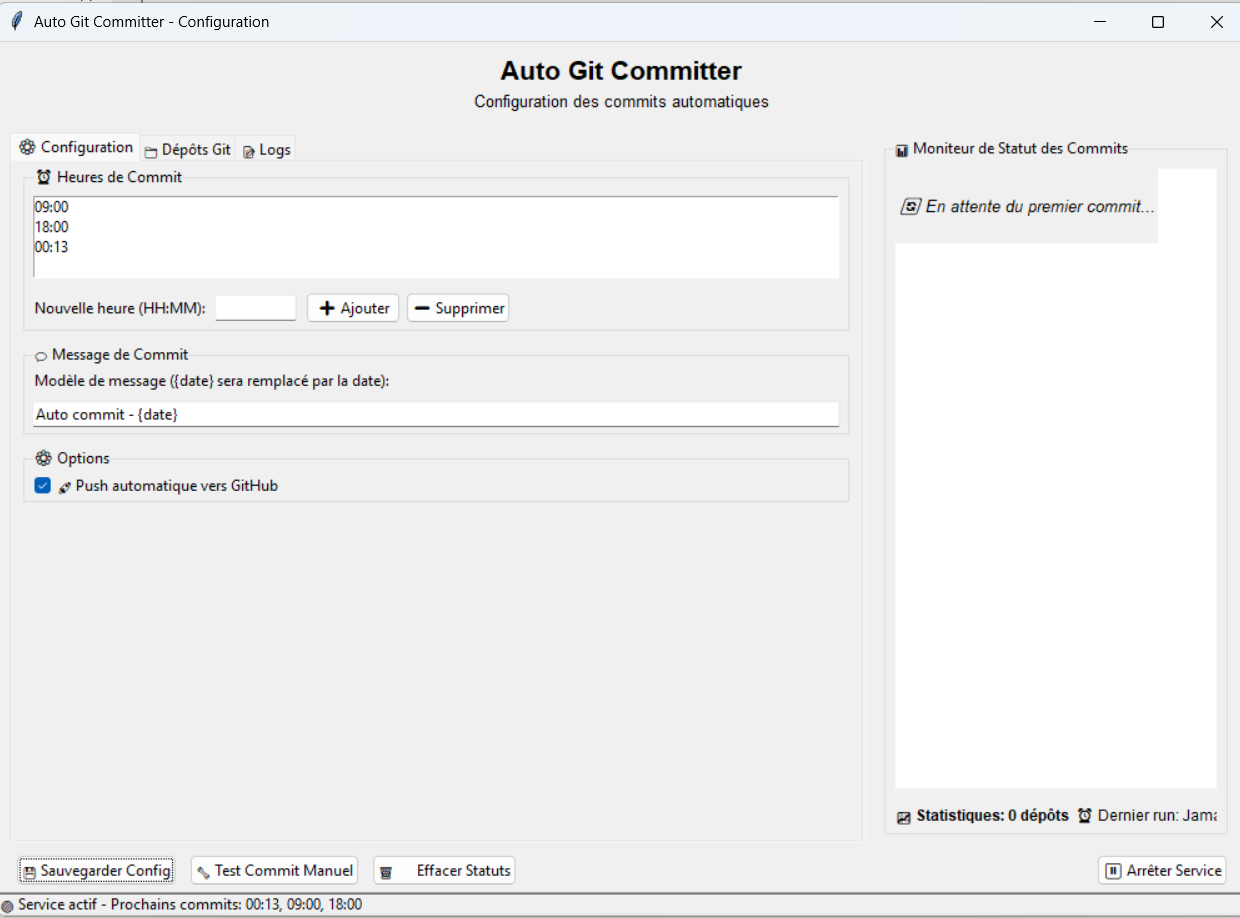 Auto Git Committer - Configuration
Auto Git Committer
Configuration des commits automatiques
Configuration
Dépôts Git
Logs
Heures de Commit
09:00
18:00
00:13
Nouvelle heure (HH:MM):
Ajouter
Supprimer
Message de Commit
Modèle de message ({date} sera remplacé par la date):
Auto commit - {date}
Options
Push automatique vers GitHub
Moniteur de Statut des Commits
En attente du premier commit...
Statistiques: 0 dépôts
Dernier run:
Sauvegarder Config
Test Commit Manuel
Effacer Statuts
Arrêter Service
Service actif - Prochains commits: 00:13, 09:00, 18:00